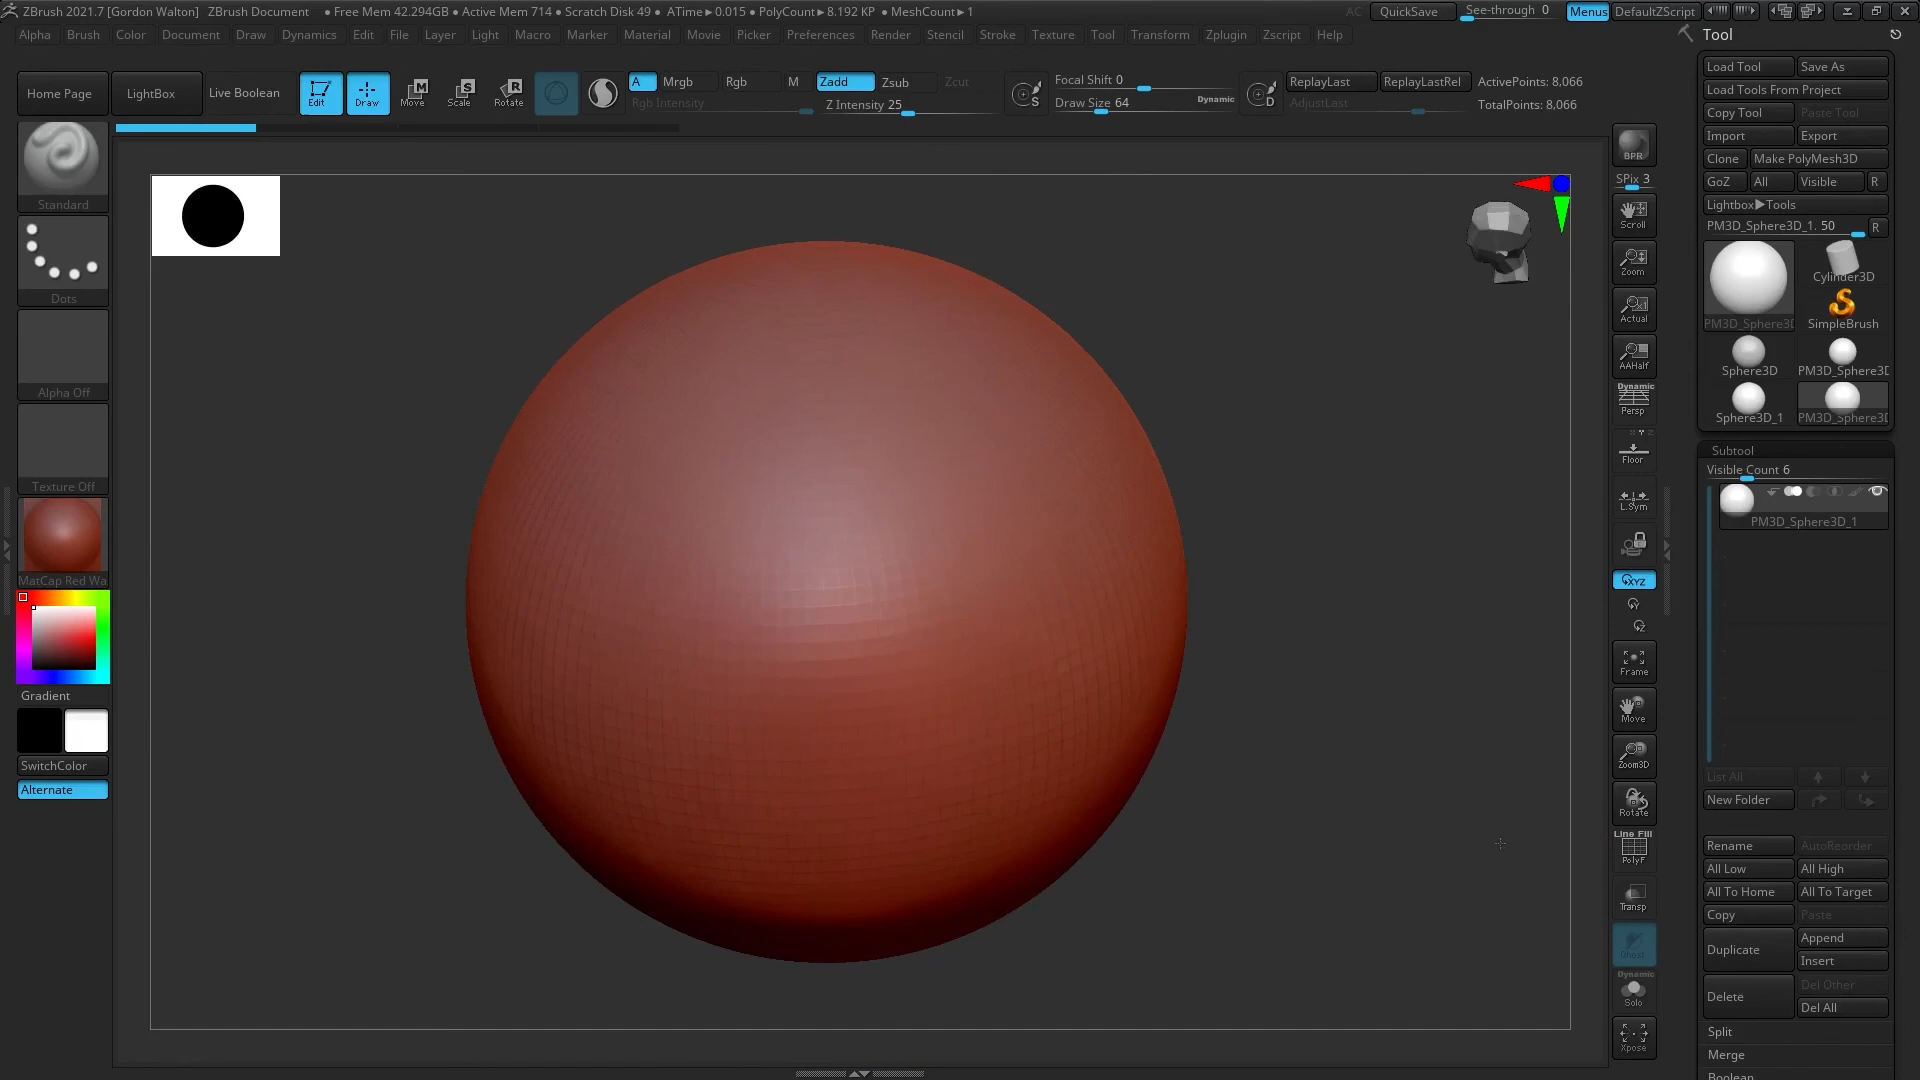 ZBrush 2021.7 [Gordon Walton] ZBrush Document ● Free Mem 42.294GB ● Active Mem 714 ● Scratch Disk 49 ● ATime►0.015 ● PolyCount►8.192 KP ● MeshCount►1 AC QuickSave See-through 0 Menus DefaultZScript
Alpha Brush Color Document Draw Dynamics Edit File Layer Light Macro Marker Material Movie Picker Preferences Render Stencil Stroke Texture Tool Transform Zplugin Zscript Help
Tool
Home Page LightBox Live Boolean Edit Draw Move Scale Rotate
A Mrgb Rgb M Zadd Zsub Zcut
Rgb Intensity Z Intensity 25
Focal Shift 0
Draw Size 64 Dynamic
ReplayLast ReplayLastRel ActivePoints: 8,066
AdjustLast TotalPoints: 8,066
Standard
Dots
Alpha Off
Texture Off
MatCap Red Wa
Gradient
SwitchColor
Alternate
BPR
SPix 3
Scroll
Zoom
Actual
AAHalf
Dynamic
Persp
Floor
L.Sym
XYZ
Y
Z
Frame
Move
Zoom3D
Rotate
Line Fill
PolyF
Transp
Ghost
Dynamic
Solo
Xpose
Load Tool Save As
Load Tools From Project
Copy Tool Paste Tool
Import Export
Clone Make PolyMesh3D
GoZ All Visible R
Lightbox►Tools
PM3D_Sphere3D_1. 50 R
PM3D_Sphere3D Cylinder3D
SimpleBrush
Sphere3D PM3D_Sphere3D
Sphere3D_1 PM3D_Sphere3D
Subtool
Visible Count 6
PM3D_Sphere3D_1
List All
New Folder
Rename AutoReorder
All Low All High
All To Home All To Target
Copy Paste
Duplicate Append
Insert
Delete Del Other
Del All
Split
Merge
Boolean